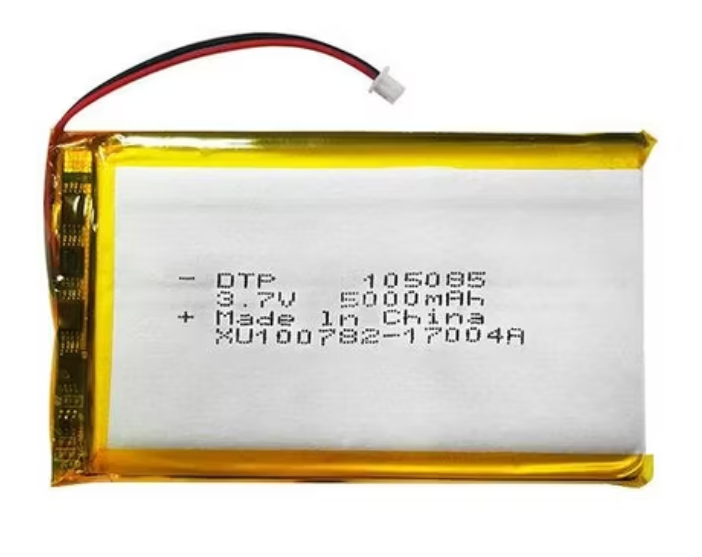 - DTP 105085
3.7V 5000mAh
+ Made In China
XU100782-17004A